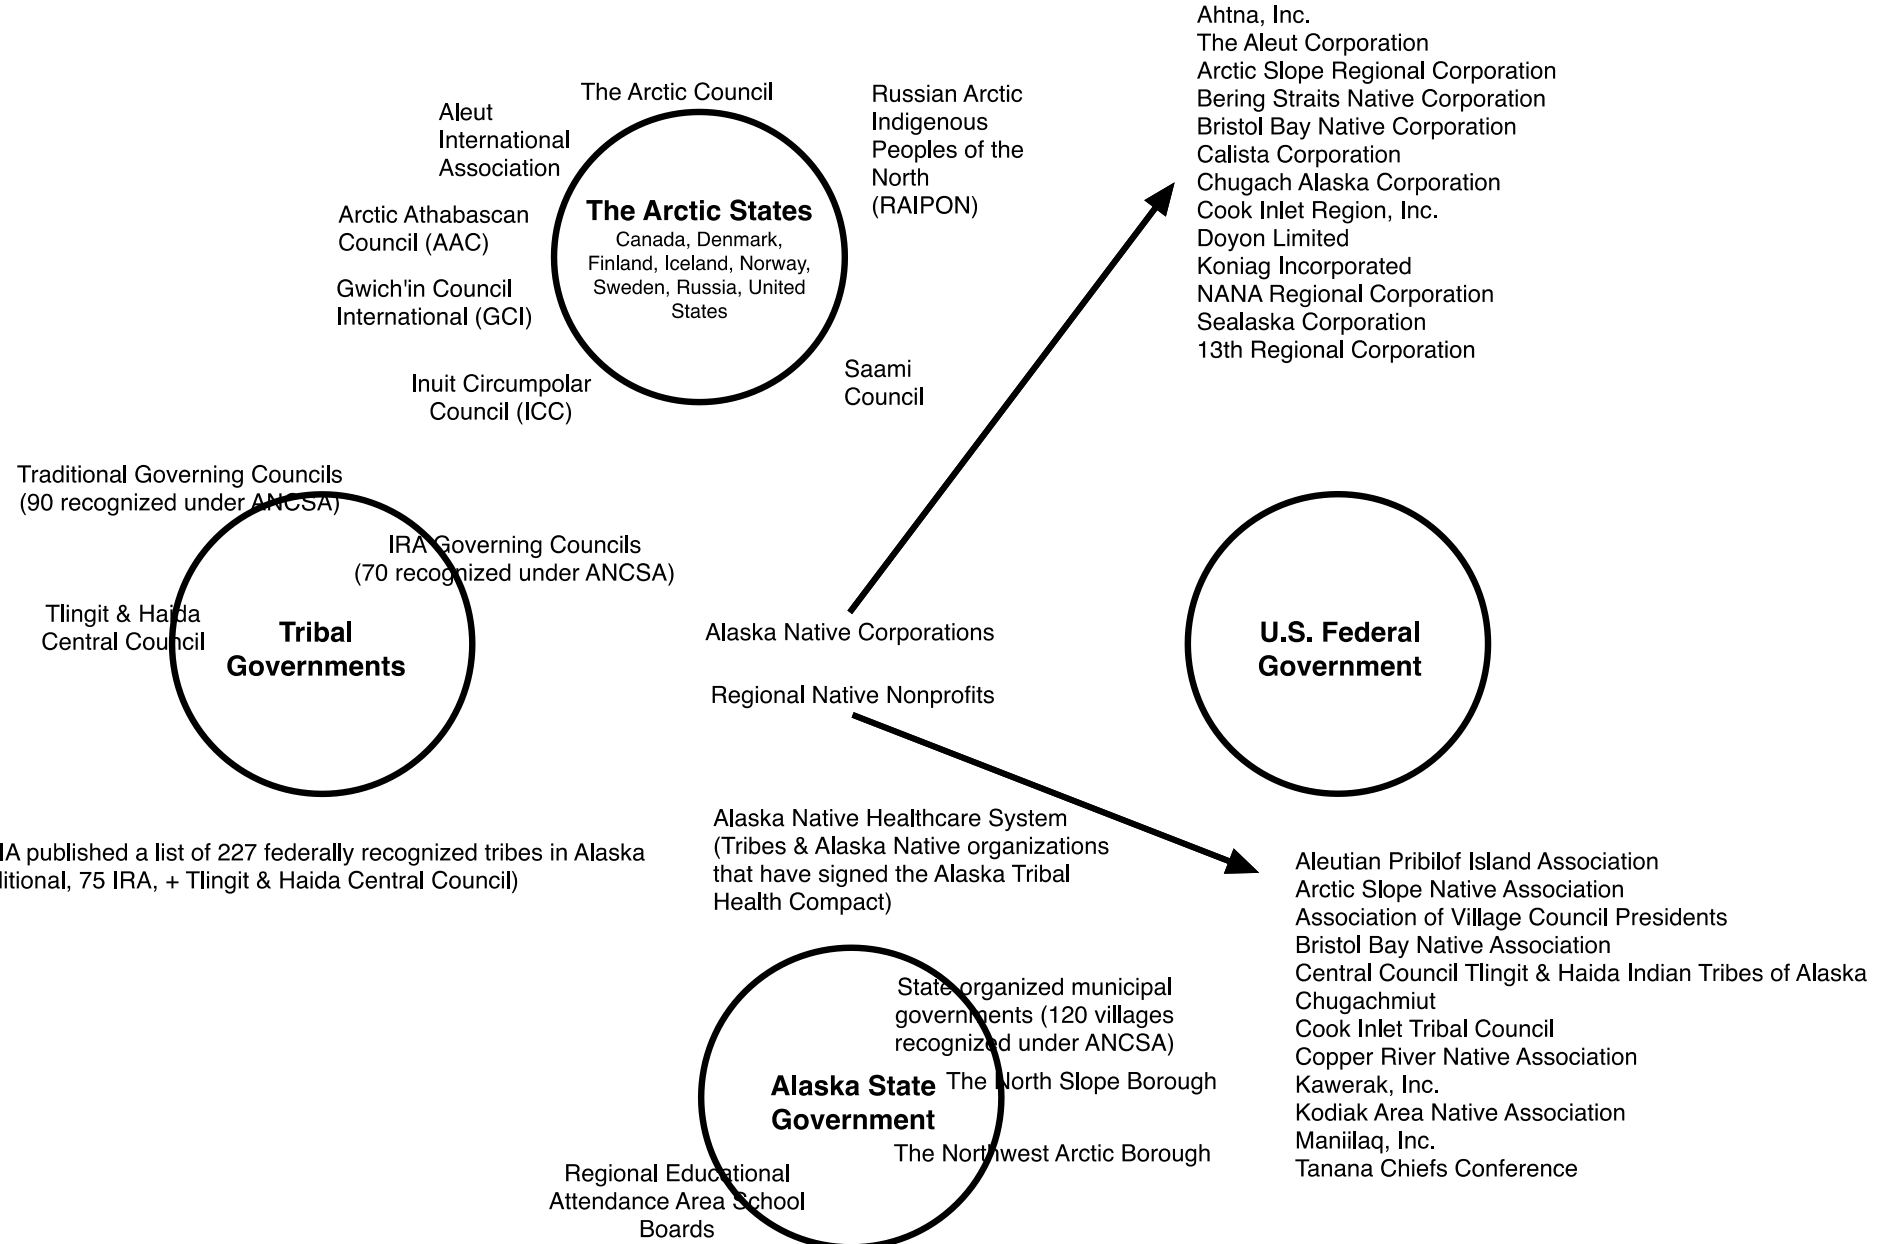 The Arctic Council
Aleut
International
Association
Arctic Athabascan
Council (AAC)
Gwich'in Council
International (GCI)
Inuit Circumpolar
Council (ICC)
The Arctic States
Canada, Denmark,
Finland, Iceland, Norway,
Sweden, Russia, United
States
Russian Arctic
Indigenous
Peoples of the
North
(RAIPON)
Saami
Council
Ahtna, Inc.
The Aleut Corporation
Arctic Slope Regional Corporation
Bering Straits Native Corporation
Bristol Bay Native Corporation
Calista Corporation
Chugach Alaska Corporation
Cook Inlet Region, Inc.
Doyon Limited
Koniag Incorporated
NANA Regional Corporation
Sealaska Corporation
13th Regional Corporation
Traditional Governing Councils
(90 recognized under ANCSA)
IRA Governing Councils
(70 recognized under ANCSA)
Tlingit & Haida
Central Council
Tribal
Governments
Alaska Native Corporations
Regional Native Nonprofits
U.S. Federal
Government
IA published a list of 227 federally recognized tribes in Alaska
litional, 75 IRA, + Tlingit & Haida Central Council)
Alaska Native Healthcare System
(Tribes & Alaska Native organizations
that have signed the Alaska Tribal
Health Compact)
State organized municipal
governments (120 villages
recognized under ANCSA)
Alaska State
Government
The North Slope Borough
The Northwest Arctic Borough
Regional Educational
Attendance Area School
Boards
Aleutian Pribilof Island Association
Arctic Slope Native Association
Association of Village Council Presidents
Bristol Bay Native Association
Central Council Tlingit & Haida Indian Tribes of Alaska
Chugachmiut
Cook Inlet Tribal Council
Copper River Native Association
Kawerak, Inc.
Kodiak Area Native Association
Maniilaq, Inc.
Tanana Chiefs Conference